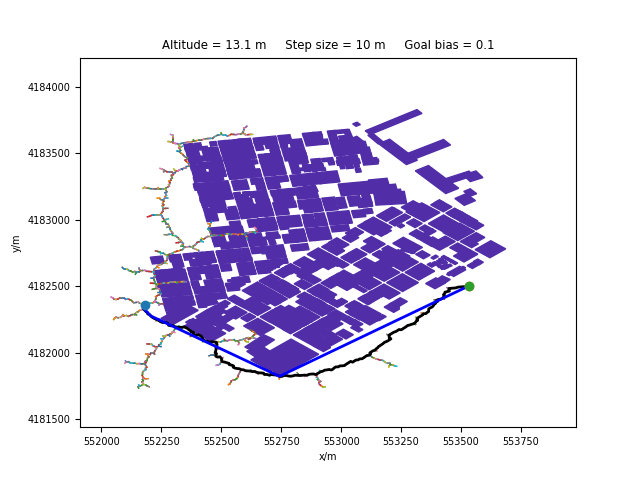 Altitude = 13.1 m Step size = 10 m Goal bias = 0.1
4184000
4183500
4183000
4182500
4182000
4181500
y/m
552000 552250 552500 552750 553000 553250 553500 553750
x/m